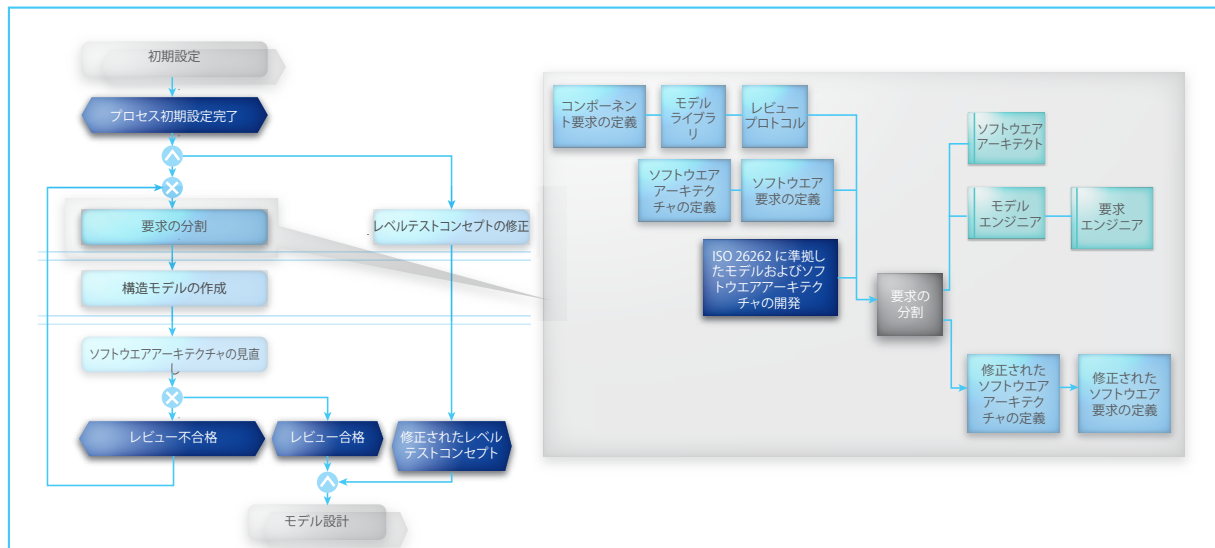 初期設定
プロセス初期設定完了
要求の分割
レベルテストコンセプトの修正
構造モデルの作成
ソフトウエアアーキテクチャの見直
し
レビュー不合格
レビュー合格
修正されたレベル
テストコンセプト
モデル設計
コンポーネン
ト要求の定義
モデル
ライブラ
リ
レビュー
プロトコル
ソフトウエア
アーキテク
チャの定義
ソフトウエア
要求の定義
ISO 26262 に準拠し
たモデルおよびソフ
トウエアアーキテク
チャの開発
要求の
分割
ソフトウエア
アーキテクト
モデル
エンジニア
要求
エンジニア
修正された
ソフトウエア
アーキテク
チャの定義
修正された
ソフトウエア
要求の定義